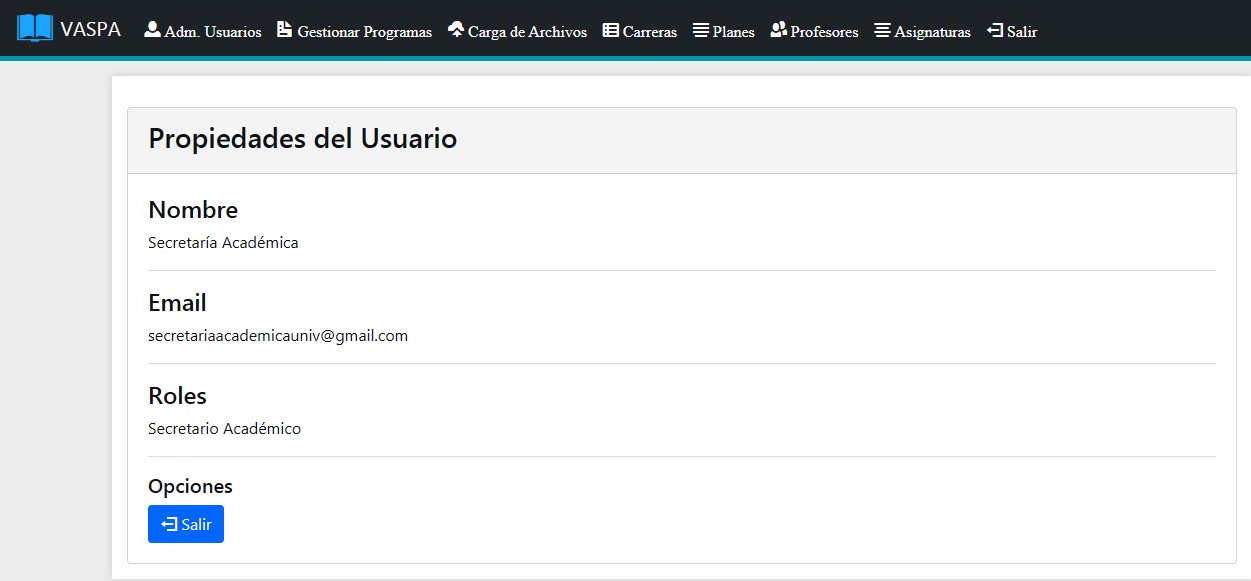 VASPA Adm. Usuarios Gestionar Programas Carga de Archivos Carreras Planes Profesores Asignaturas Salir
Propiedades del Usuario
Nombre
Secretaría Académica
Email
secretariaacademicauniv@gmail.com
Roles
Secretario Académico
Opciones
Salir